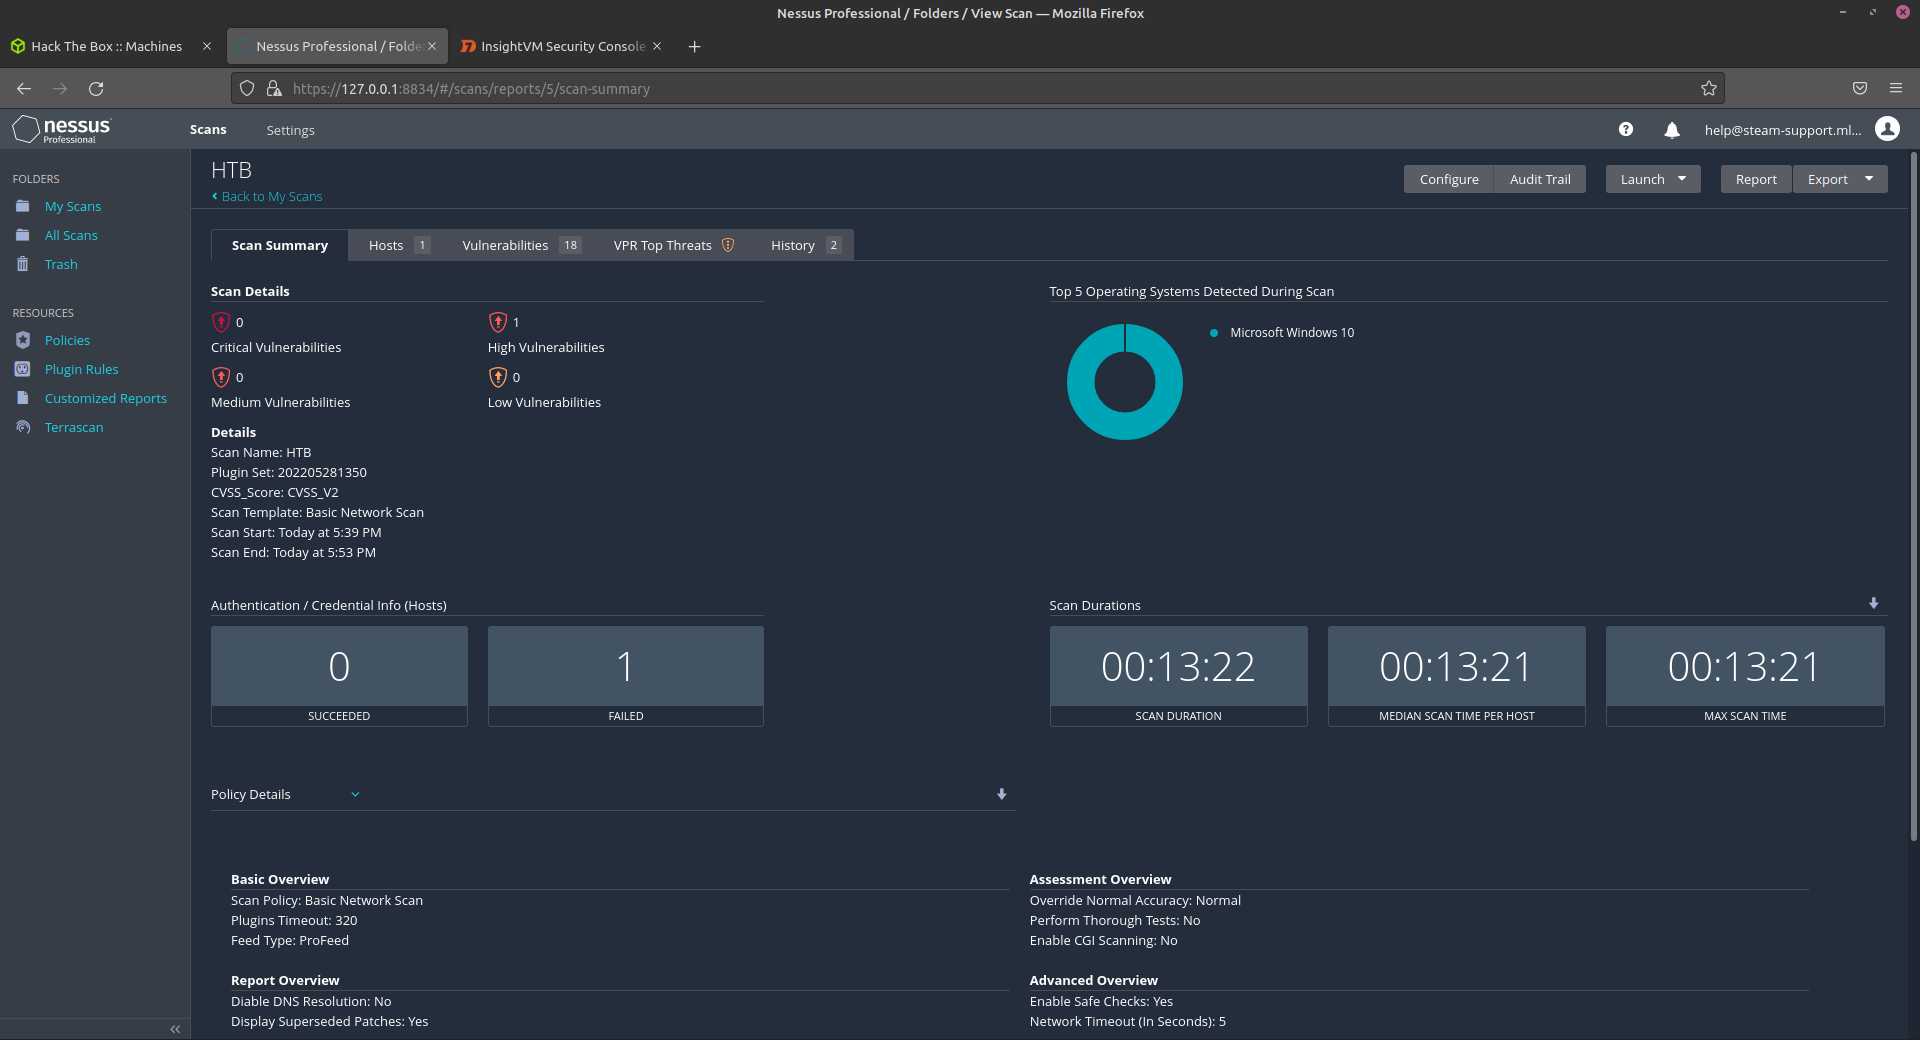 Nessus Professional / Folders / View Scan — Mozilla Firefox
Hack The Box :: Machines
Nessus Professional / Folde
InsightVM Security Console
https://127.0.0.1:8834/#/scans/reports/5/scan-summary
nessus
Professional
Scans
Settings
help@steam-support.ml...
FOLDERS
My Scans
All Scans
Trash
RESOURCES
Policies
Plugin Rules
Customized Reports
Terrascan
HTB
Back to My Scans
Configure
Audit Trail
Launch
Report
Export
Scan Summary
Hosts 1
Vulnerabilities 18
VPR Top Threats
History 2
Scan Details
0
Critical Vulnerabilities
1
High Vulnerabilities
0
Medium Vulnerabilities
0
Low Vulnerabilities
Details
Scan Name: HTB
Plugin Set: 202205281350
CVSS_Score: CVSS_V2
Scan Template: Basic Network Scan
Scan Start: Today at 5:39 PM
Scan End: Today at 5:53 PM
Top 5 Operating Systems Detected During Scan
Microsoft Windows 10
Authentication / Credential Info (Hosts)
0
SUCCEEDED
1
FAILED
Scan Durations
00:13:22
SCAN DURATION
00:13:21
MEDIAN SCAN TIME PER HOST
00:13:21
MAX SCAN TIME
Policy Details
Basic Overview
Scan Policy: Basic Network Scan
Plugins Timeout: 320
Feed Type: ProFeed
Assessment Overview
Override Normal Accuracy: Normal
Perform Thorough Tests: No
Enable CGI Scanning: No
Report Overview
Diable DNS Resolution: No
Display Superseded Patches: Yes
Advanced Overview
Enable Safe Checks: Yes
Network Timeout (In Seconds): 5